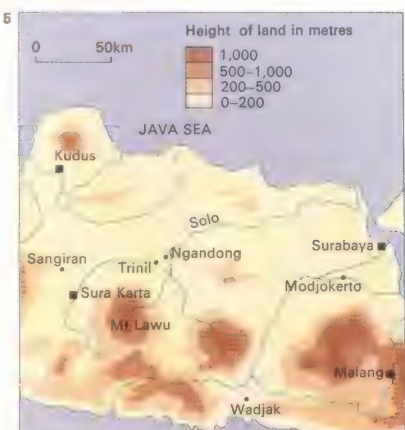 5
Height of land in metres
0 50km
1,000
500–1,000
200–500
0–200
JAVA SEA
Kudus
Solo
Surabaya
Ngandong
Sangiran
Trinil
Modjokerto
Sura Karta
Mt Lawu
Malang
Wadjak